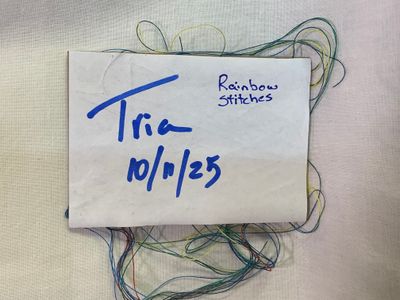 Rainbow
stitches
Tria
10/11/25